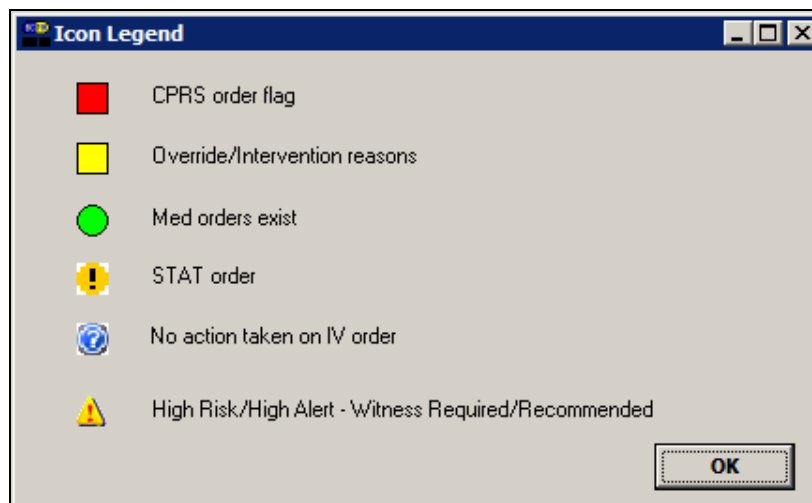 Icon Legend
CPRS order flag
Override/Intervention reasons
Med orders exist
STAT order
No action taken on IV order
High Risk/High Alert - Witness Required/Recommended
OK